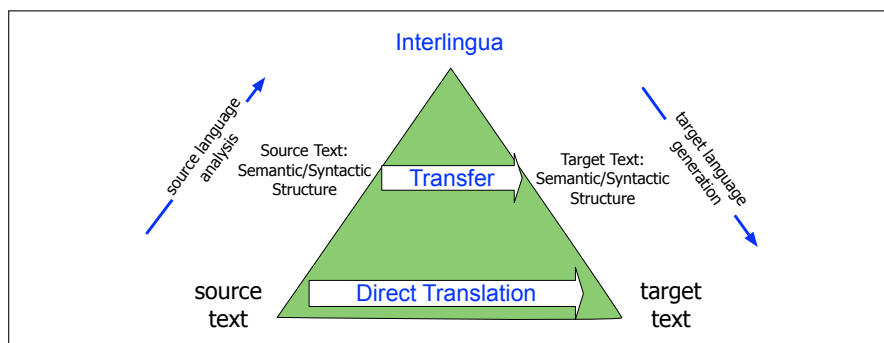 Interlingua
source language
analysis
target language
generation
Source Text:
Semantic/Syntactic
Structure
Transfer
Target Text:
Semantic/Syntactic
Structure
source
text
Direct Translation
target
text